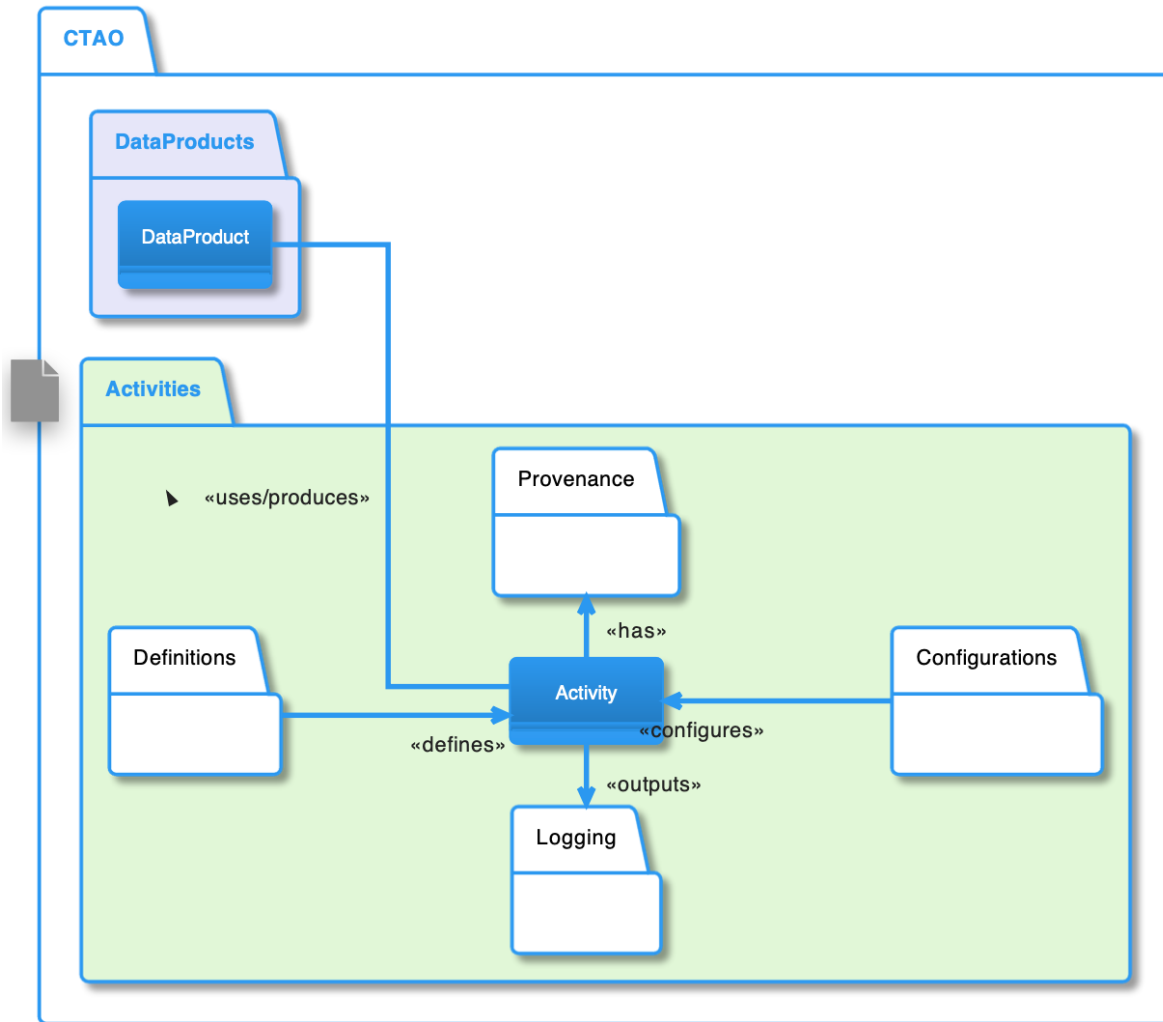 CTAO
DataProducts
DataProduct
Activities
Provenance
«uses/produces»
«has»
Definitions
Configurations
Activity
«configures»
«defines»
«outputs»
Logging